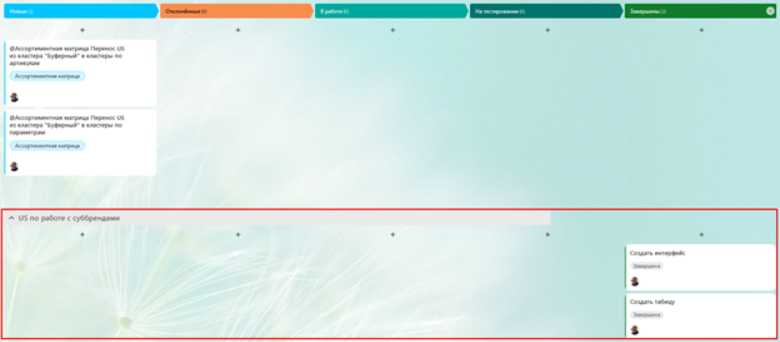 Новые (2)
Отклонённые (0)
В работе (0)
На тестировании (0)
Завершены (2)
+ + + + +
@Ассортиментная матрица Перенос US
из кластера "Буферный" в кластеры по
артикулам
Ассортиментная матрица
@Ассортиментная матрица Перенос US
из кластера "Буферный" в кластеры по
параметрам
Ассортиментная матрица
US по работе с суббрендами
+ + + + +
Создать интерфейс
Завершена
Создать табицу
Завершена